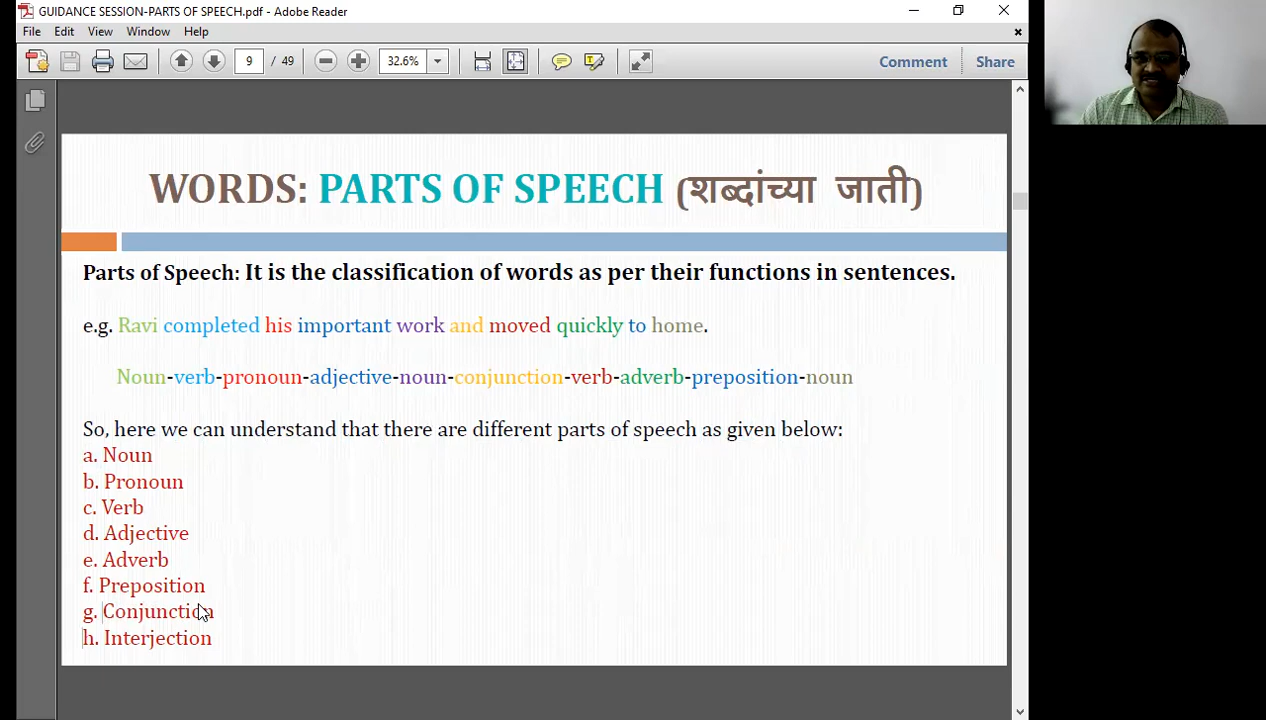 GUIDANCE SESSION-PARTS OF SPEECH.pdf - Adobe Reader
File Edit View Window Help
9 / 49 32.6% Comment Share
WORDS: PARTS OF SPEECH (शब्दांच्या जाती)
Parts of Speech: It is the classification of words as per their functions in sentences.
e.g. Ravi completed his important work and moved quickly to home.
Noun-verb-pronoun-adjective-noun-conjunction-verb-adverb-preposition-noun
So, here we can understand that there are different parts of speech as given below:
a. Noun
b. Pronoun
c. Verb
d. Adjective
e. Adverb
f. Preposition
g. Conjunction
h. Interjection